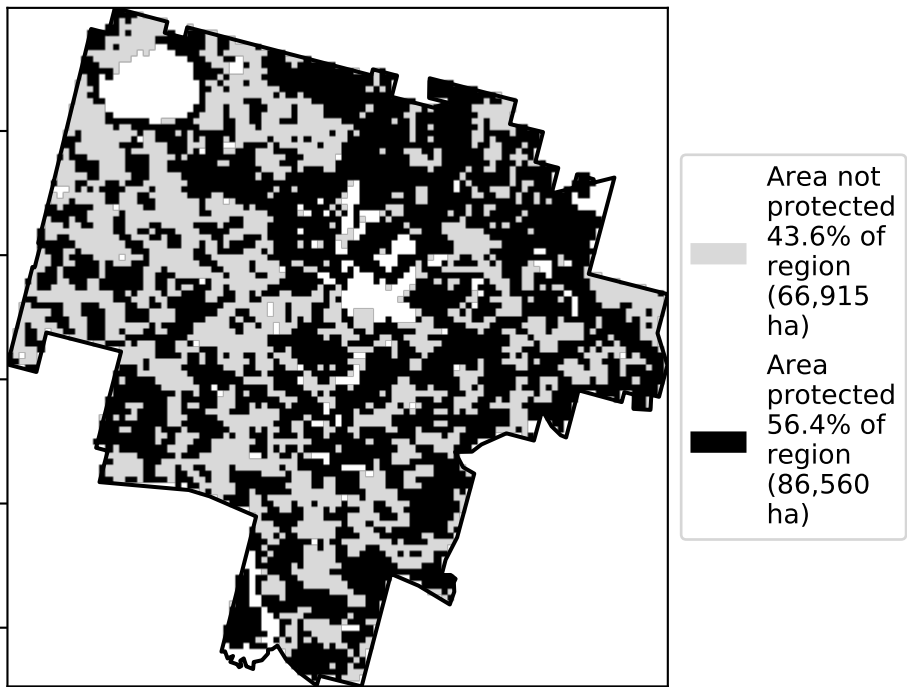 Area not
protected
43.6% of
region
(66,915
ha)
Area
protected
56.4% of
region
(86,560
ha)